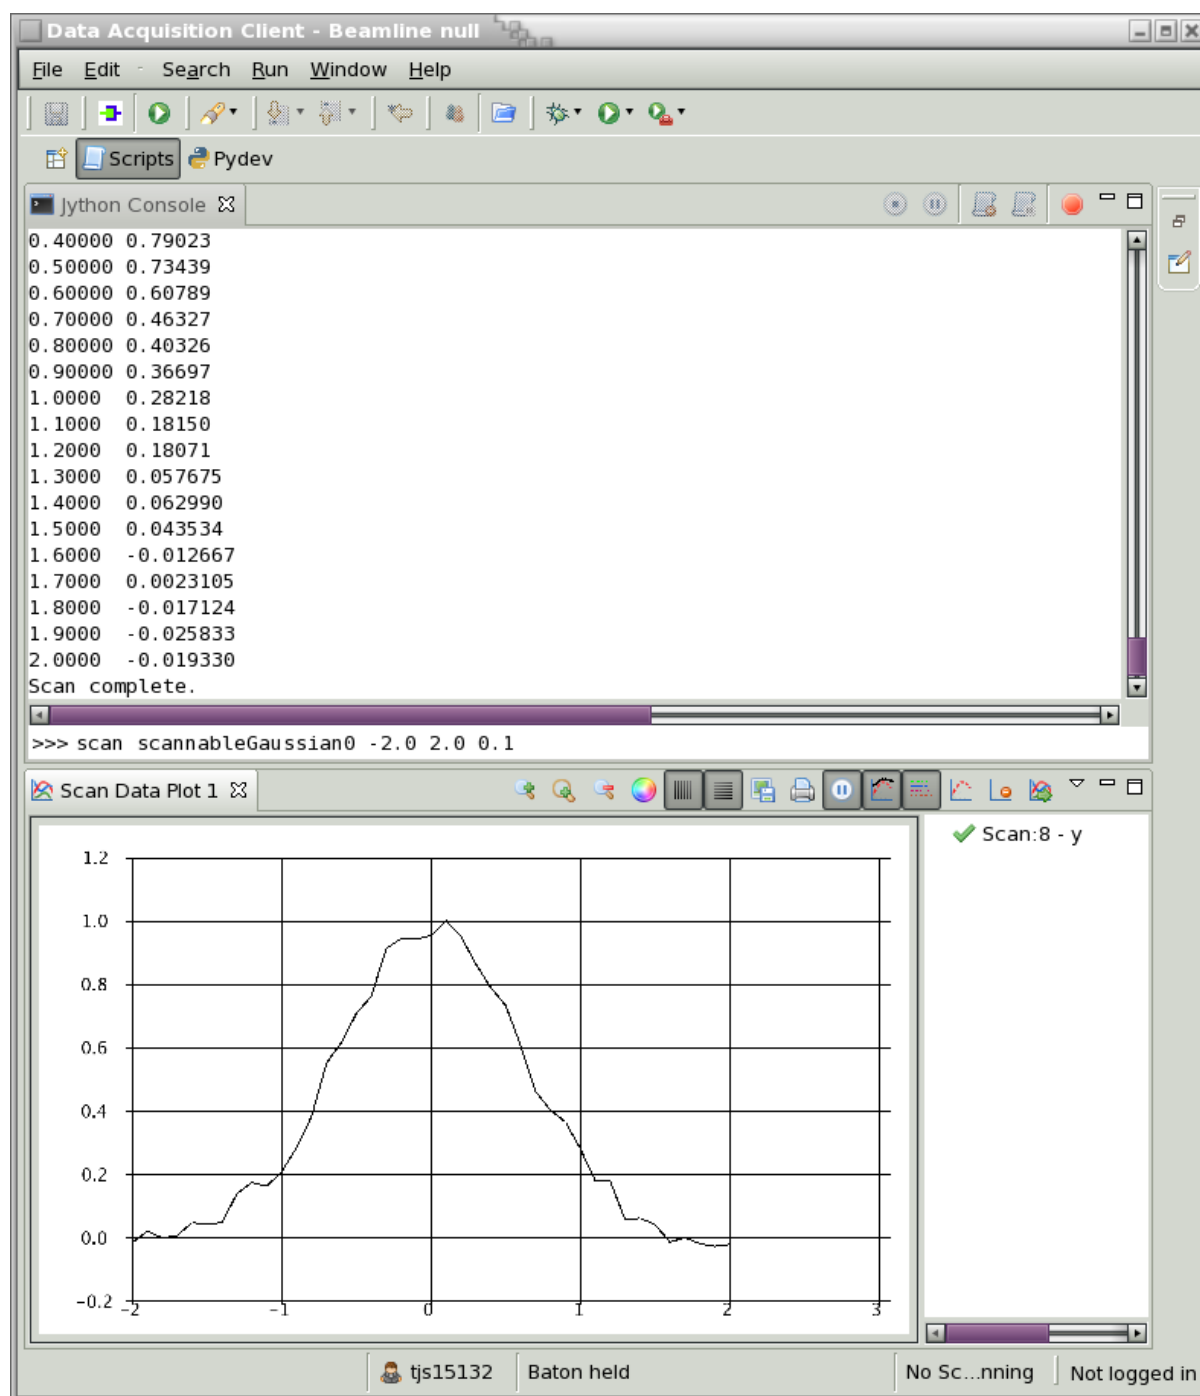 Data Acquisition Client - Beamline null
File Edit Search Run Window Help
Scripts Pydev
Jython Console
0.40000 0.79023
0.50000 0.73439
0.60000 0.60789
0.70000 0.46327
0.80000 0.40326
0.90000 0.36697
1.0000 0.28218
1.1000 0.18150
1.2000 0.18071
1.3000 0.057675
1.4000 0.062990
1.5000 0.043534
1.6000 -0.012667
1.7000 0.0023105
1.8000 -0.017124
1.9000 -0.025833
2.0000 -0.019330
Scan complete.
>>> scan scannableGaussian0 -2.0 2.0 0.1
Scan Data Plot 1
Scan:8 - y
1.2
1.0
0.8
0.6
0.4
0.2
0.0
-0.2
-2 -1 0 1 2 3
tjs15132 Baton held No Sc...nning Not logged in